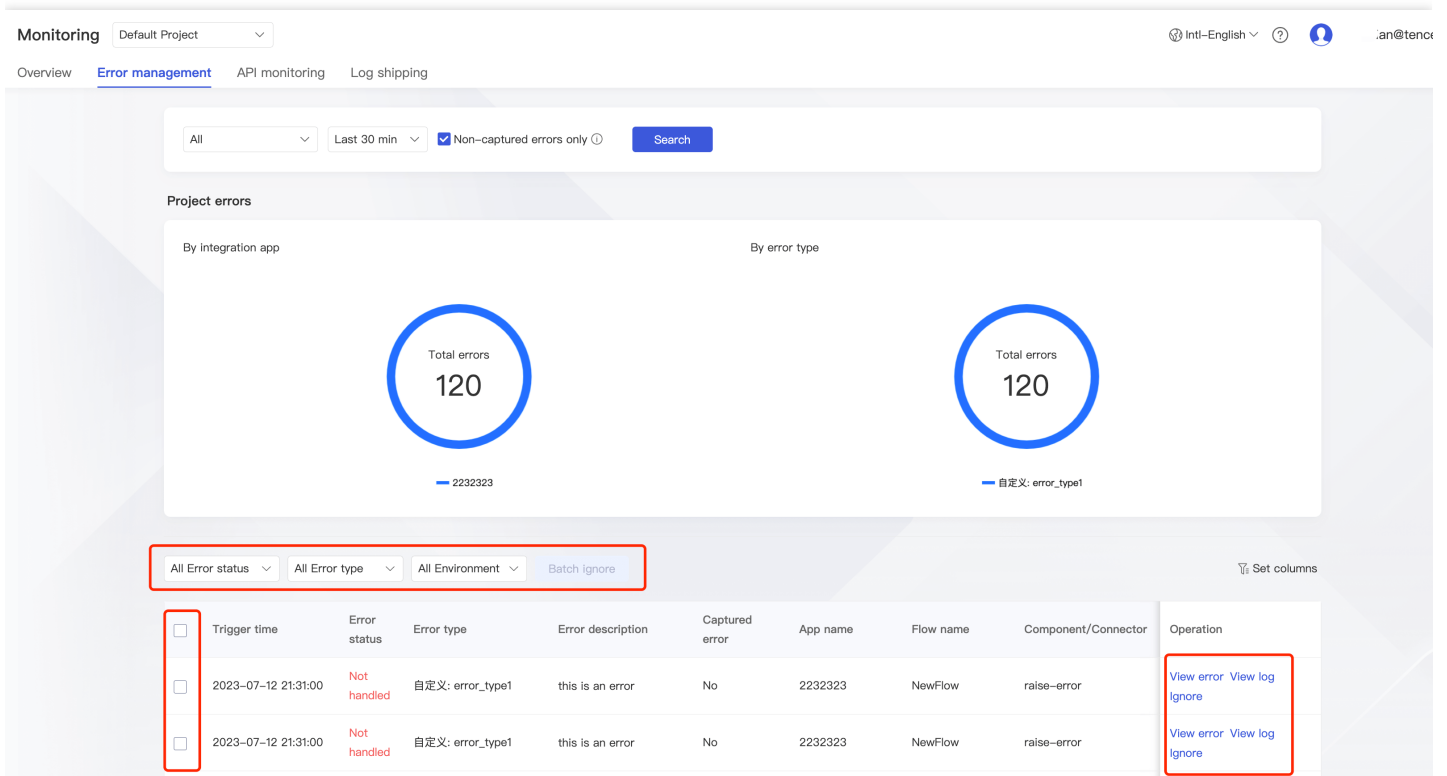 Monitoring Default Project Intl-English ? .an@tence
Overview Error management API monitoring Log shipping
All Last 30 min Non-captured errors only Search
Project errors
By integration app By error type
Total errors Total errors
120 120
2232323 自定义: error_type1
All Error status All Error type All Environment Batch ignore Set columns
Trigger time Error status Error type Error description Captured error App name Flow name Component/Connector Operation
2023-07-12 21:31:00 Not handled 自定义: error_type1 this is an error No 2232323 NewFlow raise-error View error View log Ignore
2023-07-12 21:31:00 Not handled 自定义: error_type1 this is an error No 2232323 NewFlow raise-error View error View log Ignore